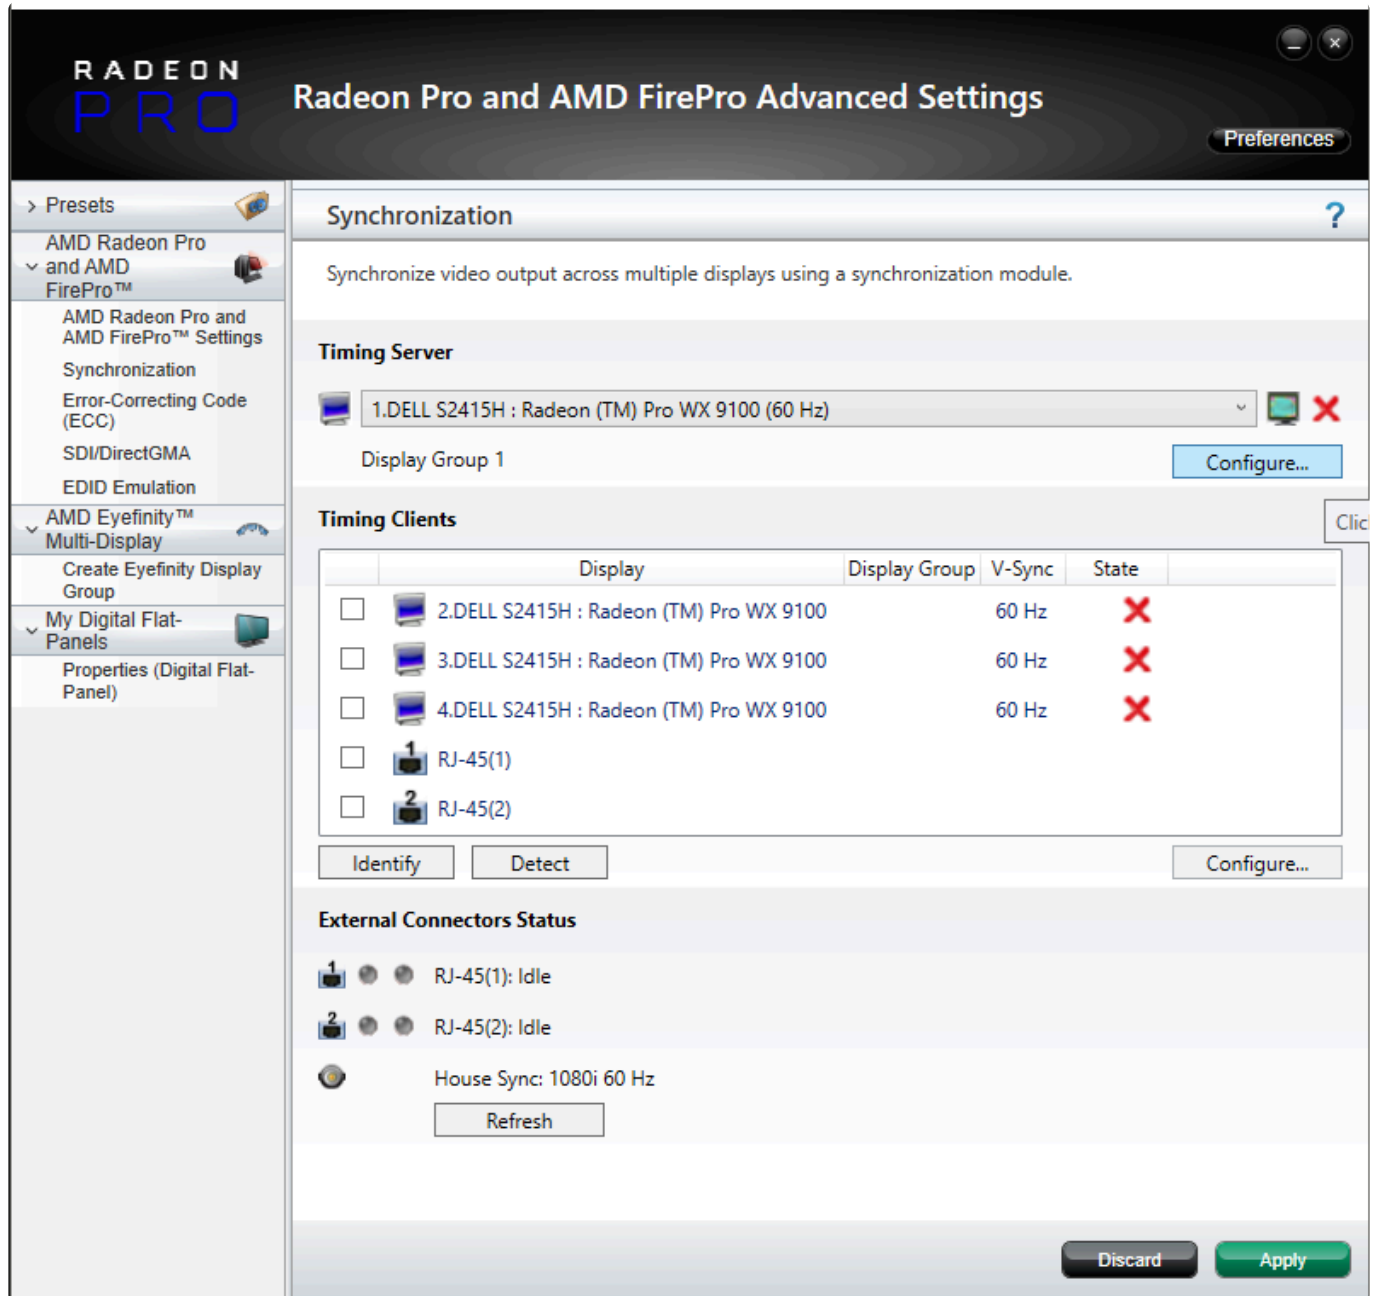 RADEON
PRO
Radeon Pro and AMD FirePro Advanced Settings
Preferences
Presets
AMD Radeon Pro
and AMD
FirePro™
AMD Radeon Pro and
AMD FirePro™ Settings
Synchronization
Error-Correcting Code
(ECC)
SDI/DirectGMA
EDID Emulation
AMD Eyefinity™
Multi-Display
Create Eyefinity Display
Group
My Digital Flat-
Panels
Properties (Digital Flat-
Panel)
Synchronization ?
Synchronize video output across multiple displays using a synchronization module.
Timing Server
1.DELL S2415H : Radeon (TM) Pro WX 9100 (60 Hz)
Display Group 1 Configure...
Timing Clients
Clic
Display Display Group V-Sync State
2.DELL S2415H : Radeon (TM) Pro WX 9100 60 Hz
3.DELL S2415H : Radeon (TM) Pro WX 9100 60 Hz
4.DELL S2415H : Radeon (TM) Pro WX 9100 60 Hz
1 RJ-45(1)
2 RJ-45(2)
Identify Detect Configure...
External Connectors Status
1 RJ-45(1): Idle
2 RJ-45(2): Idle
House Sync: 1080i 60 Hz
Refresh
Discard Apply